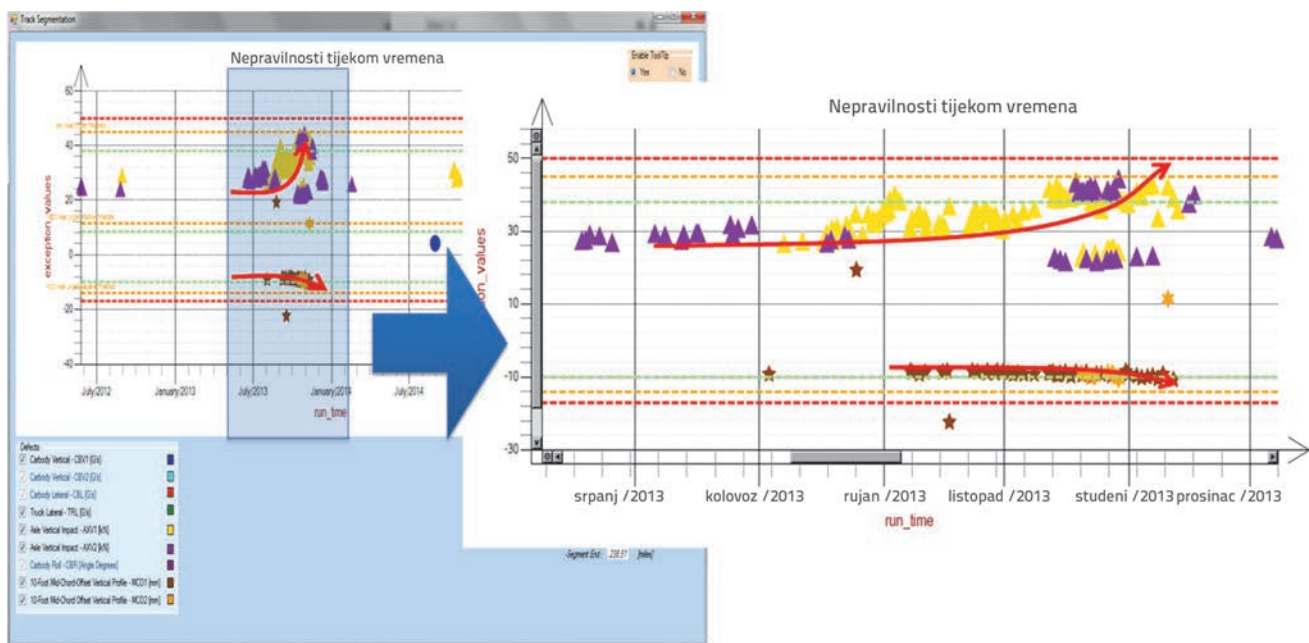 Track Segmentation
Nepravilnosti tijekom vremena
Enable ToolTip
Yes No
60
40
20
0
-20
-40
exception_values
July/2012 January/2013 July/2013 January/2014 July/2014
run_time
Defects
Carbody Vertical - CBV1 [G's]
Carbody Vertical - CBV2 [G's]
Carbody Lateral - CBL [G's]
Truck Lateral - TRL [G's]
Axle Vertical Impact - AXV1 [kN]
Axle Vertical Impact - AXV2 [kN]
Carbody Roll - CBR [Angle Degrees]
10-Foot Mid-Chord-Offset Vertical Profile - MCO1 [mm]
10-Foot Mid-Chord Offset Vertical Profile - MCO2 [mm]
Nepravilnosti tijekom vremena
50
30
10
-10
-30
_values
srpanj /2013 kolovoz /2013 rujan /2013 listopad /2013 studeni /2013 prosinac /2013
run_time
Segment End: 238.51 [miles]